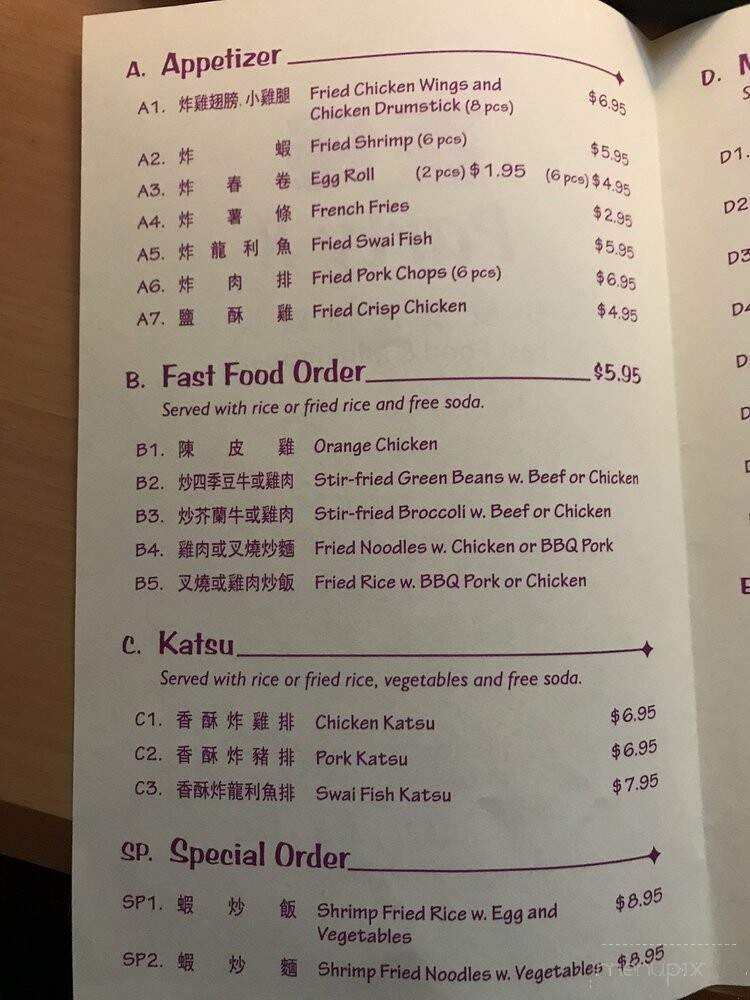 A. Appetizer
A1. 炸雞翅膀,小雞腿 Fried Chicken Wings and
Chicken Drumstick (8 pcs) $6.95
A2. 炸 蝦 Fried Shrimp (6 pcs) $5.95
A3. 炸 春 卷 Egg Roll (2 pcs) $1.95 (6 pcs) $4.95
A4. 炸 薯 條 French Fries $2.95
A5. 炸 龍 利 魚 Fried Swai Fish $5.95
A6. 炸 肉 排 Fried Pork Chops (6 pcs) $6.95
A7. 鹽 酥 雞 Fried Crisp Chicken $4.95
B. Fast Food Order $5.95
Served with rice or fried rice and free soda.
B1. 陳 皮 雞 Orange Chicken
B2. 炒四季豆牛或雞肉 Stir-fried Green Beans w. Beef or Chicken
B3. 炒芥蘭牛或雞肉 Stir-fried Broccoli w. Beef or Chicken
B4. 雞肉或叉燒炒麵 Fried Noodles w. Chicken or BBQ Pork
B5. 叉燒或雞肉炒飯 Fried Rice w. BBQ Pork or Chicken
C. Katsu
Served with rice or fried rice, vegetables and free soda.
C1. 香 酥 炸 雞 排 Chicken Katsu $6.95
C2. 香 酥 炸 豬 排 Pork Katsu $6.95
C3. 香酥炸龍利魚排 Swai Fish Katsu $7.95
SP. Special Order
SP1. 蝦 炒 飯 Shrimp Fried Rice w. Egg and
Vegetables $8.95
SP2. 蝦 炒 麵 Shrimp Fried Noodles w. Vegetables $8.95
menupix
D.
D1.
D2
D3